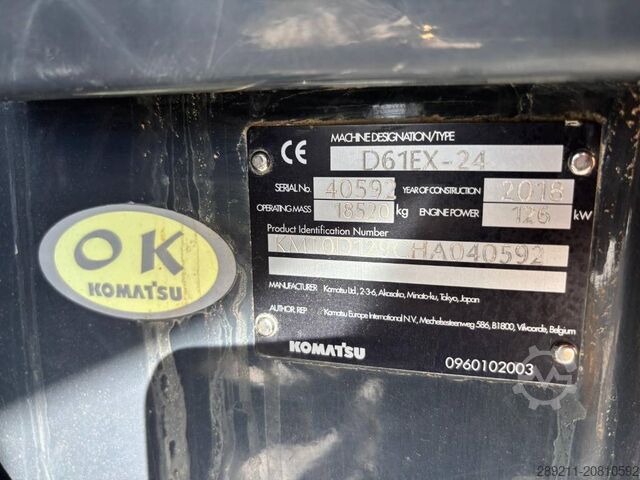 OK
KOMATSU
CE
MACHINE DESIGNATION/TYPE
D61EX-24
SERIAL No. 40592 YEAR OF CONSTRUCTION 2018
OPERATING MASS 18520 kg ENGINE POWER 126 kW
Product Identification Number
HA040592
MANUFACTURER Komatsu Ltd., 2-3-6, Akasaka, Minato-ku, Tokyo, Japan
AUTHOR. REP Komatsu Europe International N.V., Mechelsesteenweg 586, B1800, Vilvoorde, Belgium
KOMATSU
0960102003
289211-20810592